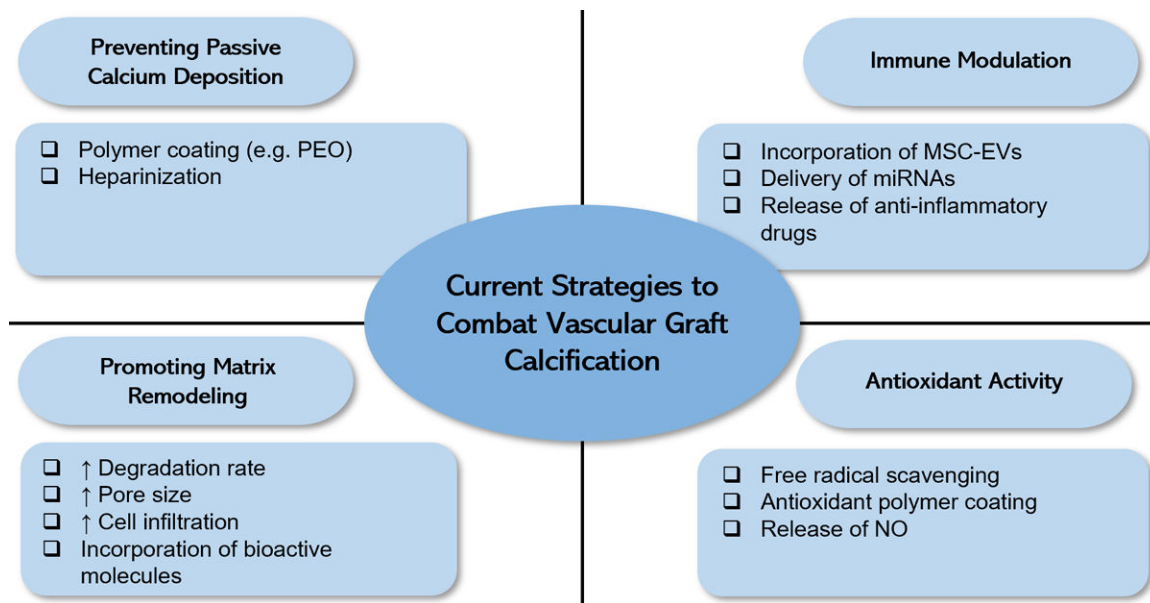 Preventing Passive
Calcium Deposition
❑ Polymer coating (e.g. PEO)
❑ Heparinization
Immune Modulation
❑ Incorporation of MSC-EVs
❑ Delivery of miRNAs
❑ Release of anti-inflammatory
drugs
Current Strategies to
Combat Vascular Graft
Calcification
Promoting Matrix
Remodeling
❑ ↑ Degradation rate
❑ ↑ Pore size
❑ ↑ Cell infiltration
❑ Incorporation of bioactive
molecules
Antioxidant Activity
❑ Free radical scavenging
❑ Antioxidant polymer coating
❑ Release of NO